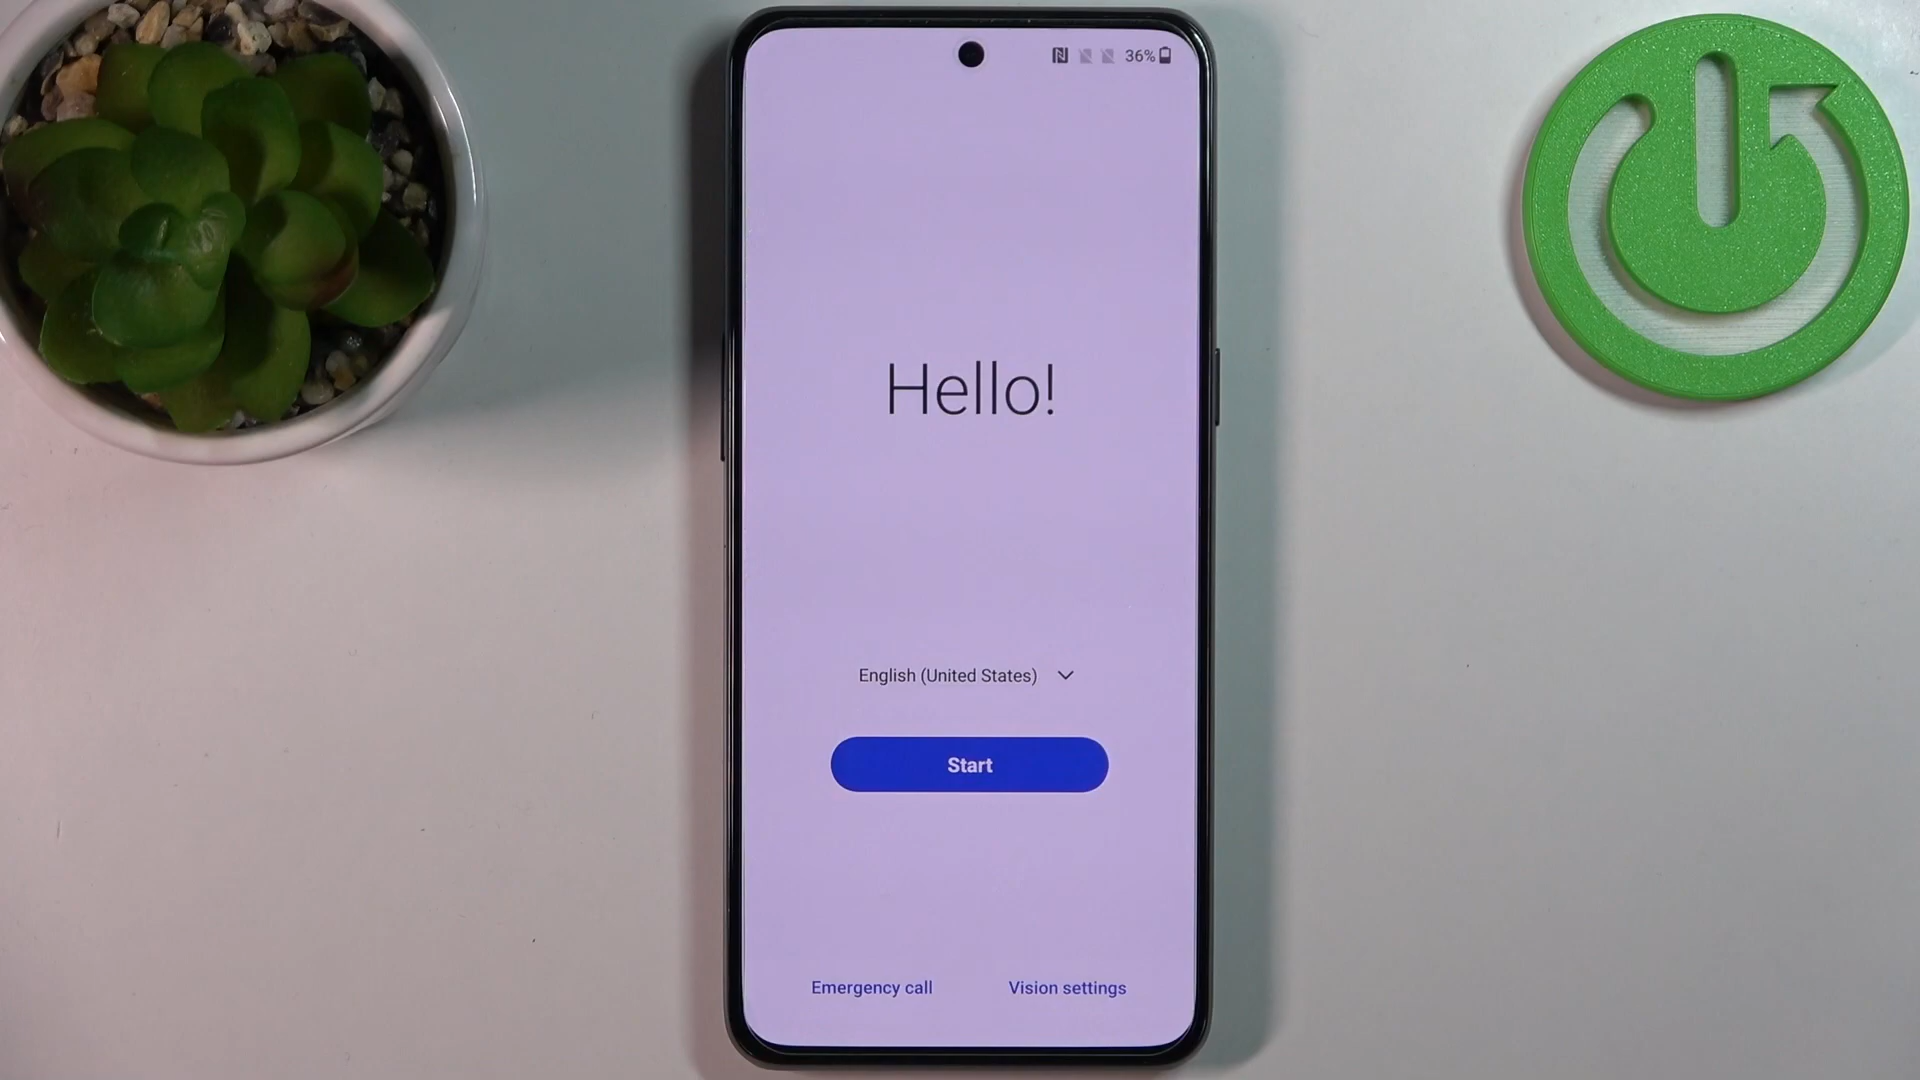 36%
Hello!
English (United States)
Start
Emergency call
Vision settings